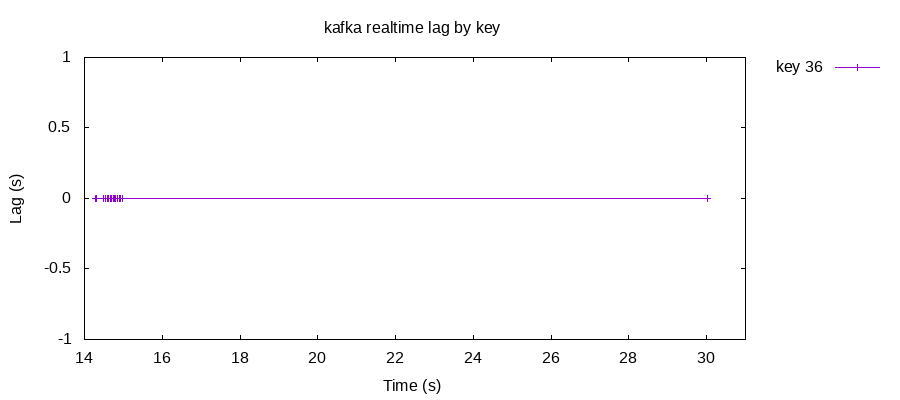 kafka realtime lag by key
key 36
1
0.5
0
-0.5
-1
Lag (s)
14 16 18 20 22 24 26 28 30
Time (s)